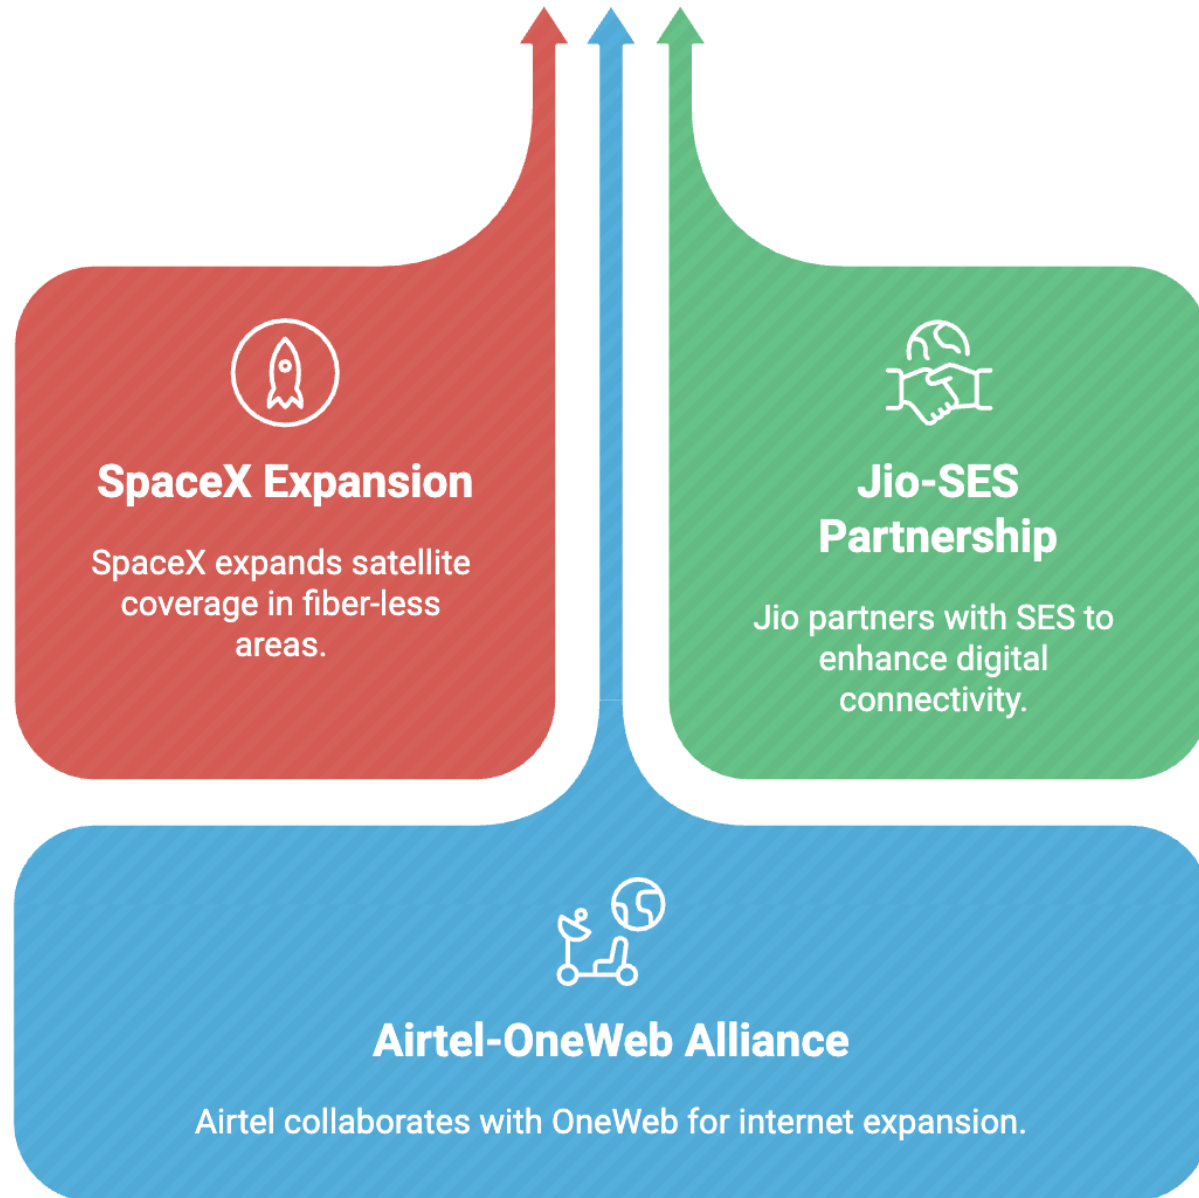 SpaceX Expansion
SpaceX expands satellite
coverage in fiber-less
areas.
Jio-SES
Partnership
Jio partners with SES to
enhance digital
connectivity.
Airtel-OneWeb Alliance
Airtel collaborates with OneWeb for internet expansion.